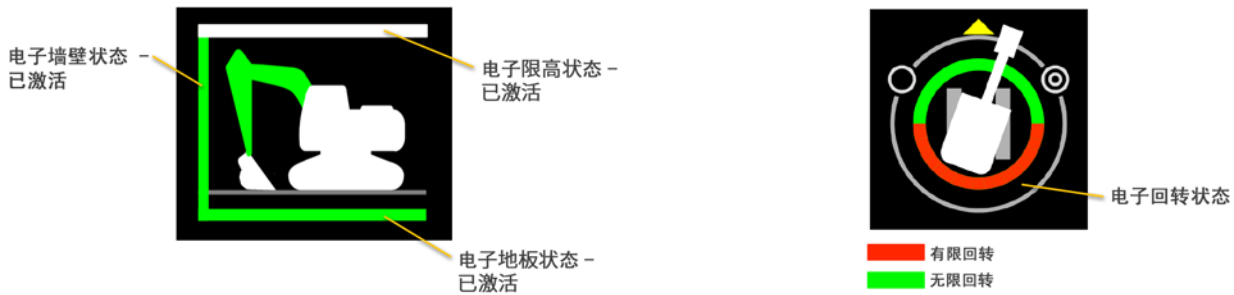 电子墙壁状态 –
已激活
电子限高状态 –
已激活
电子地板状态 –
已激活
电子回转状态
有限回转
无限回转